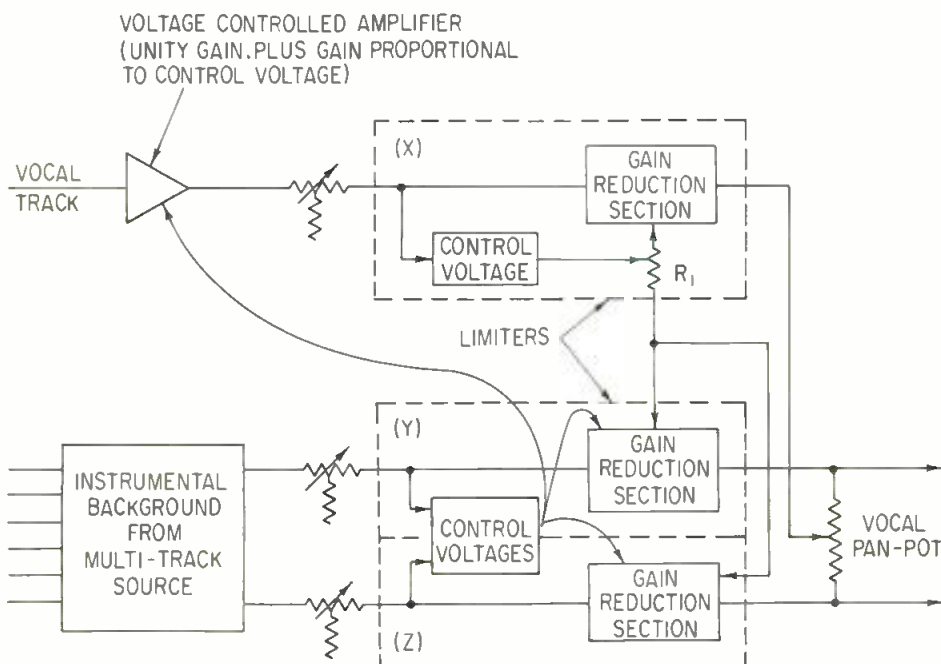 VOLTAGE CONTROLLED AMPLIFIER
(UNITY GAIN.PLUS GAIN PROPORTIONAL
TO CONTROL VOLTAGE)
VOCAL
TRACK
(X)
GAIN
REDUCTION
SECTION
CONTROL
VOLTAGE
R1
LIMITERS
(Y)
GAIN
REDUCTION
SECTION
INSTRUMENTAL
BACKGROUND
FROM
MULTI-TRACK
SOURCE
CONTROL
VOLTAGES
VOCAL
PAN-POT
GAIN
REDUCTION
SECTION
(Z)